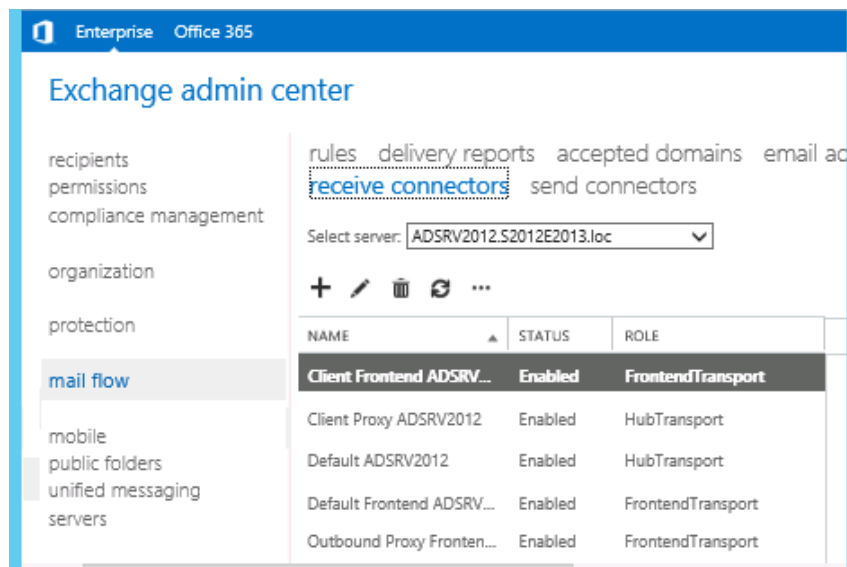 Enterprise Office 365
Exchange admin center
recipients
permissions
compliance management
organization
protection
mail flow
mobile
public folders
unified messaging
servers
rules delivery reports accepted domains email ad
receive connectors send connectors
Select server: ADSRV2012.S2012E2013.loc
NAME STATUS ROLE
Client Frontend ADSRV... Enabled FrontendTransport
Client Proxy ADSRV2012 Enabled HubTransport
Default ADSRV2012 Enabled HubTransport
Default Frontend ADSRV... Enabled FrontendTransport
Outbound Proxy Fronten... Enabled FrontendTransport